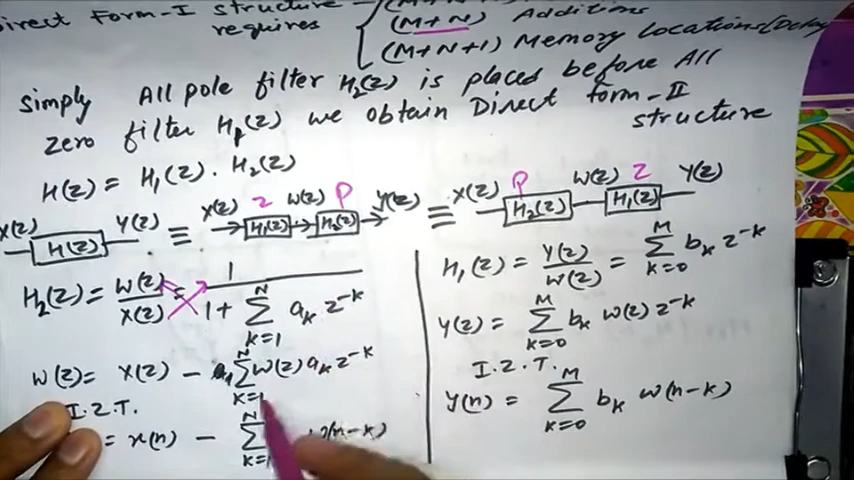 Direct Form-I structure
requires
(M+N) Additions
(M+N+1) Memory Locations (Delay
simply All pole filter H₂(z) is placed before All
zero filter H₁(z) we obtain Direct form-II
structure
H(z) = H₁(z) . H₂(z)
X(z) H(z) Y(z) ≡ X(z) H₁(z) Z W(z) H₂(z) P Y(z) ≡ X(z) H₂(z) P W(z) H₁(z) Z Y(z)
H₂(z) = W(z)/X(z) = 1/(1 + Σ_{k=1}^{N} aₖ z^{-k})
W(z) = X(z) - Σ_{k=1}^{N} W(z) aₖ z^{-k}
I.Z.T.
= x(n) - Σ_{k=1}^{N} w(n-k)
H₁(z) = Y(z)/W(z) = Σ_{k=0}^{M} bₖ z^{-k}
Y(z) = Σ_{k=0}^{M} bₖ W(z) z^{-k}
I.Z.T.
y(n) = Σ_{k=0}^{M} bₖ w(n-k)